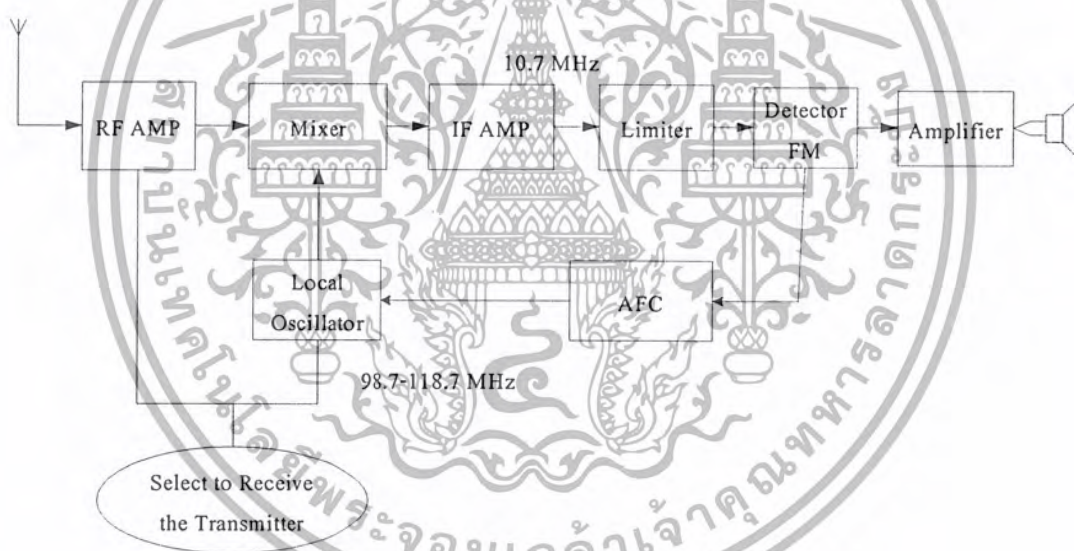 10.7 MHz
RF AMP
Mixer
IF AMP
Limiter
Detector
FM
Amplifier
Local
Oscillator
AFC
98.7-118.7 MHz
Select to Receive
the Transmitter